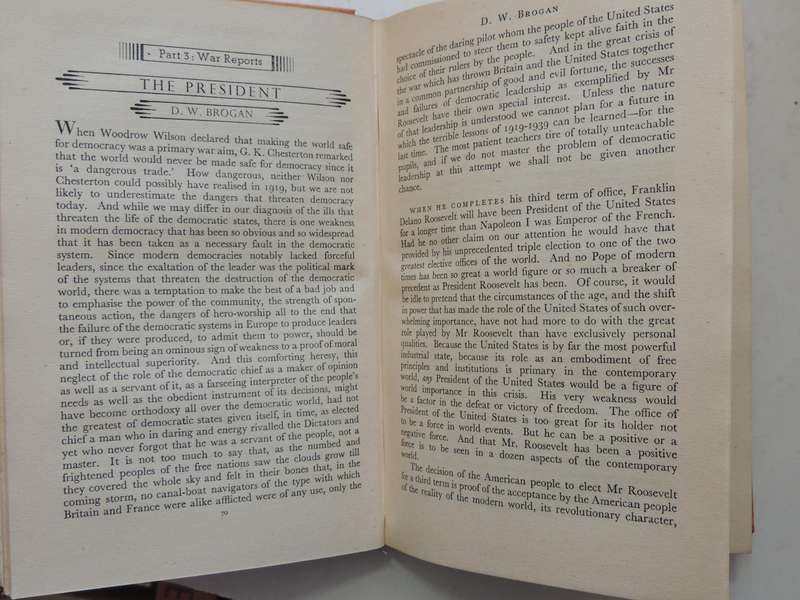 Part 3: War Reports
THE PRESIDENT
D. W. BROGAN
When Woodrow Wilson declared that making the world safe
for democracy was a primary war aim, G. K. Chesterton remarked
that the world would never be made safe for democracy since it
is 'a dangerous trade.' How dangerous, neither Wilson nor
Chesterton could possibly have realised in 1919, but we are not
likely to underestimate the dangers that threaten democracy
today. And while we may differ in our diagnosis of the ills that
threaten the life of the democratic states, there is one weakness
in modern democracy that has been so obvious and so widespread
that it has been taken as a necessary fault in the democratic
system. Since modern democracies notably lacked forceful
leaders, since the exaltation of the leader was the political mark
of the systems that threaten the destruction of the democratic
world, there was a temptation to make the best of a bad job and
to emphasise the power of the community, the strength of spon-
taneous action, the dangers of hero-worship all to the end that
the failure of the democratic systems in Europe to produce leaders
or, if they were produced, to admit them to power, should be
turned from being an ominous sign of weakness to a proof of moral
and intellectual superiority. And this comforting heresy, this
neglect of the role of the democratic chief as a maker of opinion
as well as a servant of it, as a farseeing interpreter of the people's
needs as well as the obedient instrument of its decisions, might
have become orthodoxy all over the democratic world, had not
the greatest of democratic states given itself, in time, as elected
chief a man who in daring and energy rivalled the Dictators and
yet who never forgot that he was a servant of the people, not a
master. It is not too much to say that, as the numbed and
frightened peoples of the free nations saw the clouds grow till
they covered the whole sky and felt in their bones that, in the
coming storm, no canal-boat navigators of the type with which
Britain and France were alike afflicted were of any use, only the
70
D. W. BROGAN
spectacle of the daring pilot whom the people of the United States
had commissioned to steer them to safety kept alive faith in the
choice of their rulers by the people. And in the great crisis of
the war which has thrown Britain and the United States together
in a common partnership of good and evil fortune, the successes
and failures of democratic leadership as exemplified by Mr
Roosevelt have their own special interest. Unless the nature
of that leadership is understood we cannot plan for a future in
which the terrible lessons of 1919-1939 can be learned—for the
last time. The most patient teachers tire of totally unteachable
pupils, and if we do not master the problem of democratic
leadership at this attempt we shall not be given another
chance.
WHEN HE COMPLETES his third term of office, Franklin
Delano Roosevelt will have been President of the United States
for a longer time than Napoleon I was Emperor of the French.
Had he no other claim on our attention he would have that
provided by his unprecedented triple election to one of the two
greatest elective offices of the world. And no Pope of modern
times has been so great a world figure or so much a breaker of
precedent as President Roosevelt has been. Of course, it would
be idle to pretend that the circumstances of the age, and the shift
in power that has made the role of the United States of such over-
whelming importance, have not had more to do with the great
role played by Mr Roosevelt than have exclusively personal
qualities. Because the United States is by far the most powerful
industrial state, because its role as an embodiment of free
principles and institutions is primary in the contemporary
world, any President of the United States would be a figure of
world importance in this crisis. His very weakness would
be a factor in the defeat or victory of freedom. The office of
President of the United States is too great for its holder not
to be a force in world events. But he can be a positive or a
negative force. And that Mr. Roosevelt has been a positive
force is to be seen in a dozen aspects of the contemporary
world.
The decision of the American people to elect Mr Roosevelt
for a third term is proof of the acceptance by the American people
of the reality of the modern world, its revolutionary character,